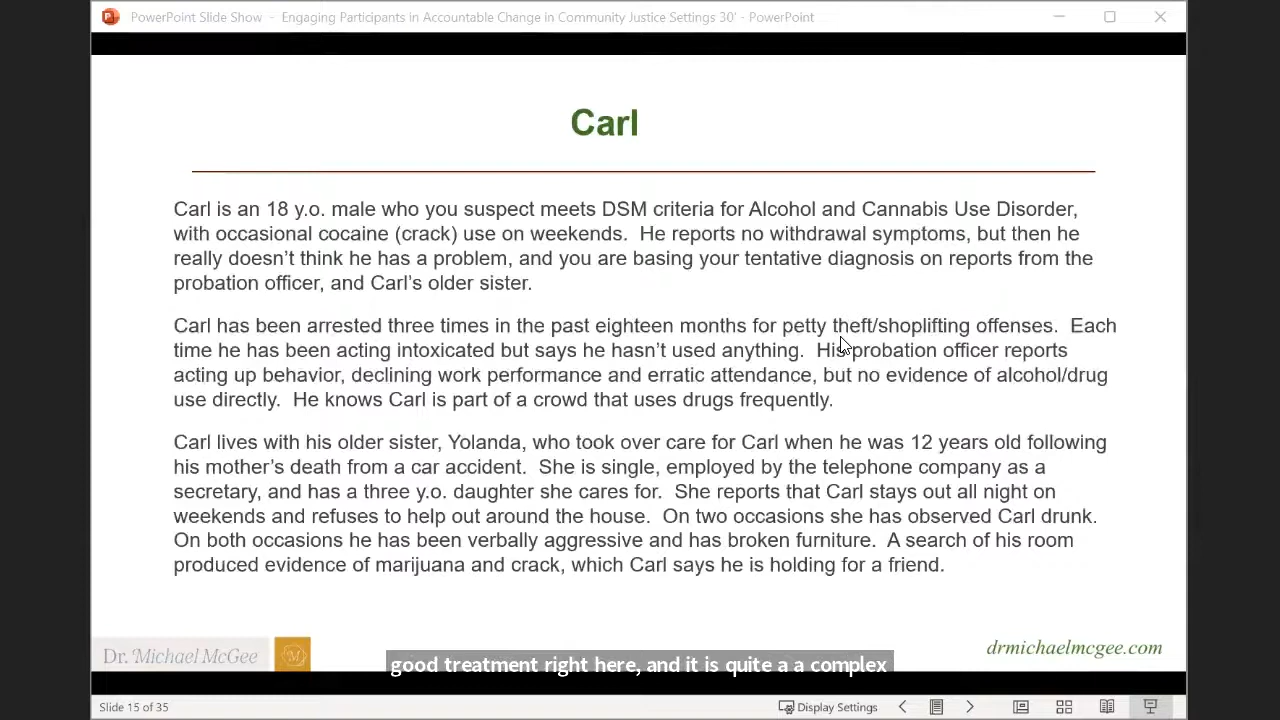 PowerPoint Slide Show - Engaging Participants in Accountable Change in Community Justice Settings 30' - PowerPoint
Carl
Carl is an 18 y.o. male who you suspect meets DSM criteria for Alcohol and Cannabis Use Disorder,
with occasional cocaine (crack) use on weekends. He reports no withdrawal symptoms, but then he
really doesn't think he has a problem, and you are basing your tentative diagnosis on reports from the
probation officer, and Carl's older sister.
Carl has been arrested three times in the past eighteen months for petty theft/shoplifting offenses. Each
time he has been acting intoxicated but says he hasn't used anything. His probation officer reports
acting up behavior, declining work performance and erratic attendance, but no evidence of alcohol/drug
use directly. He knows Carl is part of a crowd that uses drugs frequently.
Carl lives with his older sister, Yolanda, who took over care for Carl when he was 12 years old following
his mother's death from a car accident. She is single, employed by the telephone company as a
secretary, and has a three y.o. daughter she cares for. She reports that Carl stays out all night on
weekends and refuses to help out around the house. On two occasions she has observed Carl drunk.
On both occasions he has been verbally aggressive and has broken furniture. A search of his room
produced evidence of marijuana and crack, which Carl says he is holding for a friend.
Dr. Michael McGee
M
drmichaelmcgee.com
good treatment right here, and it is quite a a complex
Slide 15 of 35
Display Settings